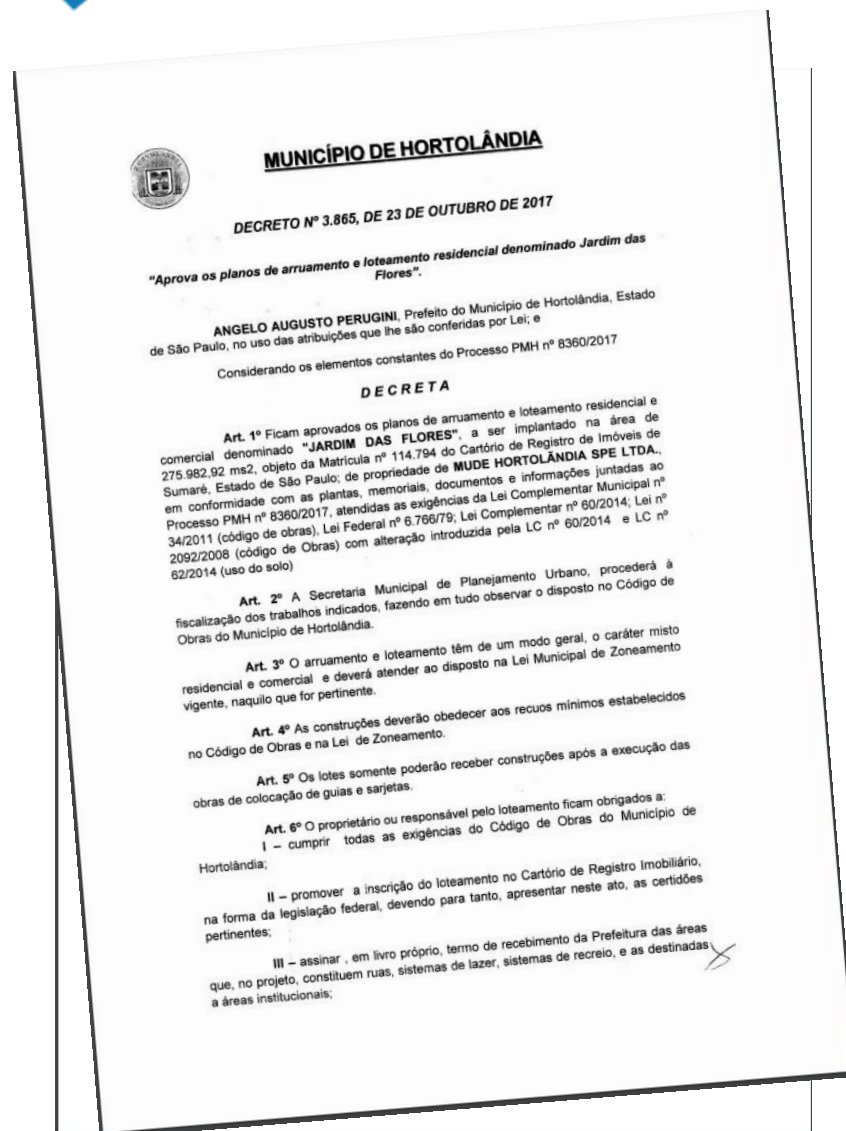 MUNICÍPIO DE HORTOLÂNDIA
DECRETO Nº 3.865, DE 23 DE OUTUBRO DE 2017
"Aprova os planos de arruamento e loteamento residencial denominado Jardim das
Flores".
ANGELO AUGUSTO PERUGINI, Prefeito do Município de Hortolândia, Estado
de São Paulo, no uso das atribuições que lhe são conferidas por Lei; e
Considerando os elementos constantes do Processo PMH nº 8360/2017
D E C R E T A
Art. 1º Ficam aprovados os planos de arruamento e loteamento residencial e
comercial denominado "JARDIM DAS FLORES", a ser implantado na área de
275.982,92 ms2, objeto da Matricula nº 114.794 do Cartório de Registro de Imóveis de
Sumaré, Estado de São Paulo; de propriedade de MUDE HORTOLÂNDIA SPE LTDA.,
em conformidade com as plantas, memoriais, documentos e informações juntadas ao
Processo PMH nº 8360/2017, atendidas as exigências da Lei Complementar Municipal nº
34/2011 (código de obras), Lei Federal nº 6.766/79; Lei Complementar nº 60/2014; Lei nº
2092/2008 (código de Obras) com alteração introduzida pela LC nº 60/2014 e LC nº
62/2014 (uso do solo)
Art. 2º A Secretaria Municipal de Planejamento Urbano, procederá à
fiscalização dos trabalhos indicados, fazendo em tudo observar o disposto no Código de
Obras do Município de Hortolândia.
Art. 3º O arruamento e loteamento têm de um modo geral, o caráter misto
residencial e comercial e deverá atender ao disposto na Lei Municipal de Zoneamento
vigente, naquilo que for pertinente.
Art. 4º As construções deverão obedecer aos recuos mínimos estabelecidos
no Código de Obras e na Lei de Zoneamento.
Art. 5º Os lotes somente poderão receber construções após a execução das
obras de colocação de guias e sarjetas.
Art. 6º O proprietário ou responsável pelo loteamento ficam obrigados a:
I – cumprir todas as exigências do Código de Obras do Município de
Hortolândia;
II – promover a inscrição do loteamento no Cartório de Registro Imobiliário,
na forma da legislação federal, devendo para tanto, apresentar neste ato, as certidões
pertinentes;
III – assinar , em livro próprio, termo de recebimento da Prefeitura das áreas
que, no projeto, constituem ruas, sistemas de lazer, sistemas de recreio, e as destinadas
a áreas institucionais;